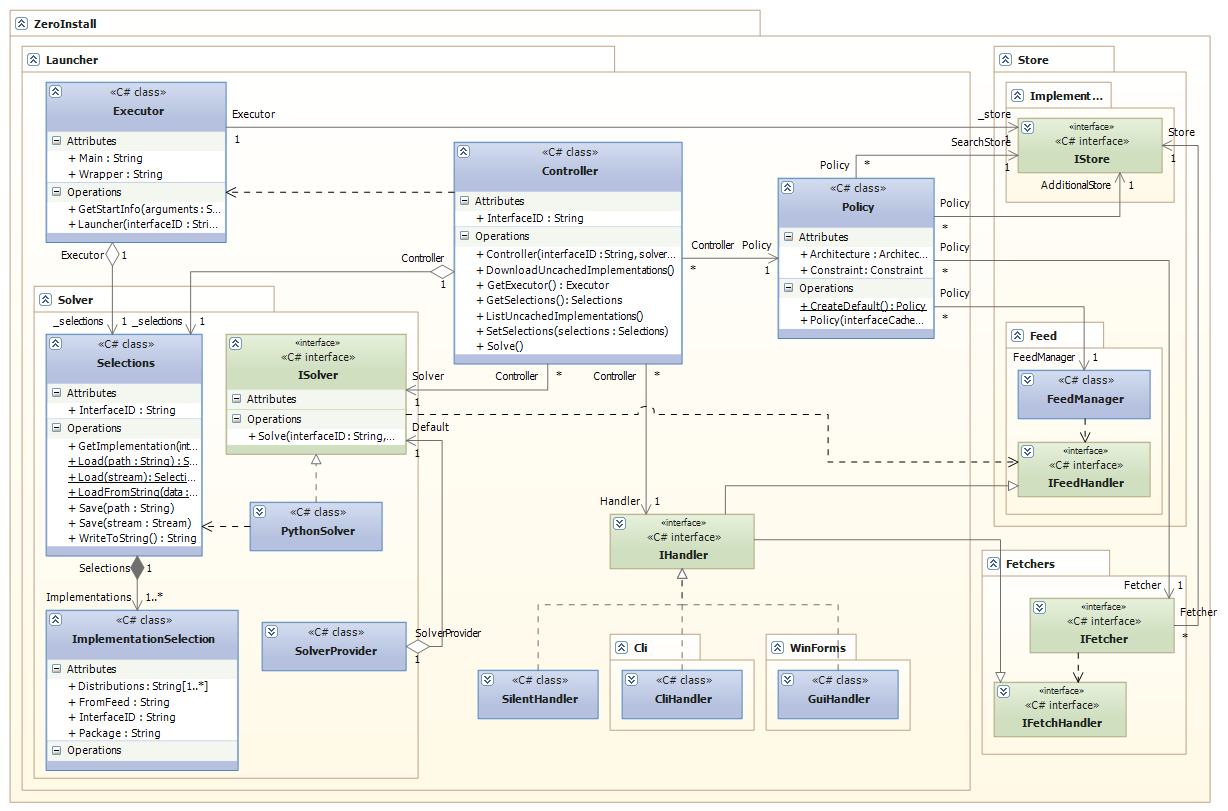 ZeroInstall
Launcher
«C# class»
Executor
Attributes
+ Main : String
+ Wrapper : String
Operations
+ GetStartInfo(arguments : S...
+ Launcher(interfaceID : Stri...
Executor
1
_store
1
Executor
1
_selections
1
_selections
1
Controller
1
«C# class»
Controller
Attributes
+ InterfaceID : String
Operations
+ Controller(interfaceID : String, solver...
+ DownloadUncachedImplementations()
+ GetExecutor() : Executor
+ GetSelections() : Selections
+ ListUncachedImplementations()
+ SetSelections(selections : Selections)
+ Solve()
Controller
*
Policy
1
Policy
*
SearchStore
1
«C# class»
Policy
Attributes
+ Architecture : Architec...
+ Constraint : Constraint
Operations
+ CreateDefault() : Policy
+ Policy(interfaceCache...
Policy
*
Policy
*
Policy
*
Store
Implement...
«interface»
«C# interface»
IStore
Store
1
AdditionalStore
1
Feed
FeedManager
1
«C# class»
FeedManager
«interface»
«C# interface»
IFeedHandler
Solver
«C# class»
Selections
Attributes
+ InterfaceID : String
Operations
+ GetImplementation(int...
+ Load(path : String) : S...
+ Load(stream) : Selecti...
+ LoadFromString(data : ...
+ Save(path : String)
+ Save(stream : Stream)
+ WriteToString() : String
Selections
1
Implementations
1..*
«interface»
«C# interface»
ISolver
Attributes
Operations
+ Solve(interfaceID : String,...
Solver
1
Controller
*
Controller
*
Default
1
«C# class»
PythonSolver
Handler
1
«interface»
«C# interface»
IHandler
«C# class»
ImplementationSelection
Attributes
+ Distributions : String[1..*]
+ FromFeed : String
+ InterfaceID : String
+ Package : String
Operations
«C# class»
SolverProvider
SolverProvider
1
«C# class»
SilentHandler
Cli
«C# class»
CliHandler
WinForms
«C# class»
GuiHandler
Fetchers
Fetcher
1
«interface»
«C# interface»
IFetcher
Fetcher
*
«interface»
«C# interface»
IFetchHandler